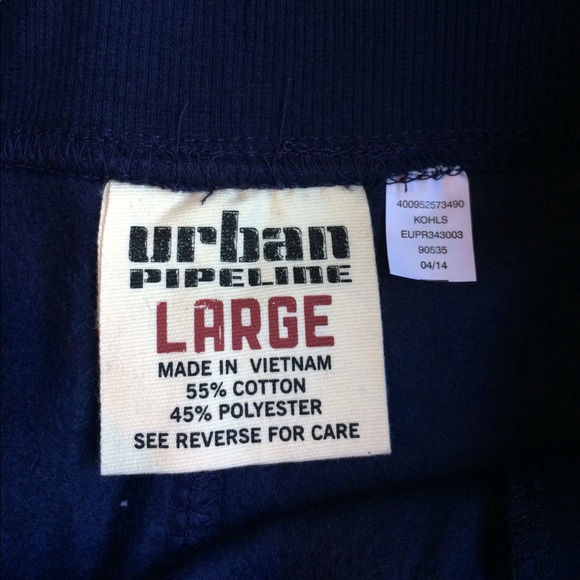 urban
PIPELINE
LARGE
MADE IN VIETNAM
55% COTTON
45% POLYESTER
SEE REVERSE FOR CARE
400952573490
KOHLS
EUPR343003
90535
04/14